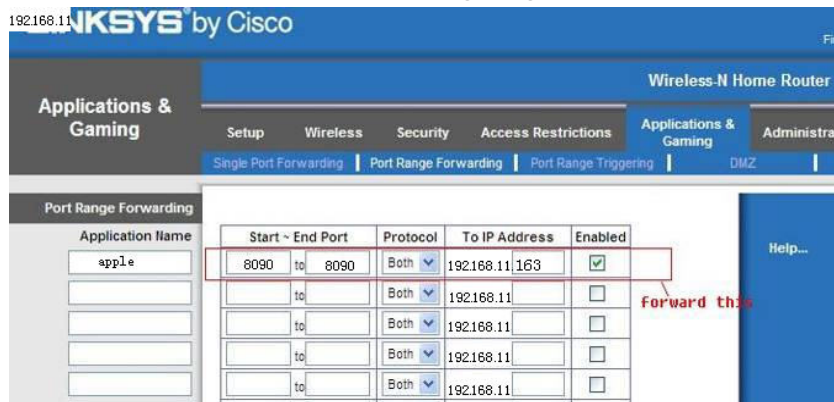 192.168.11
NKSYS® by Cisco
Wireless-N Home Router
Applications & Gaming
Setup Wireless Security Access Restrictions Applications & Gaming
Single Port Forwarding Port Range Forwarding Port Range Triggering DMZ
Port Range Forwarding
Application Name Start ~ End Port Protocol To IP Address Enabled
Help...
apple 8090 to 8090 Both 192.168.11.163
forward this
to Both 192.168.11
to Both 192.168.11
to Both 192.168.11
to Both 192.168.11